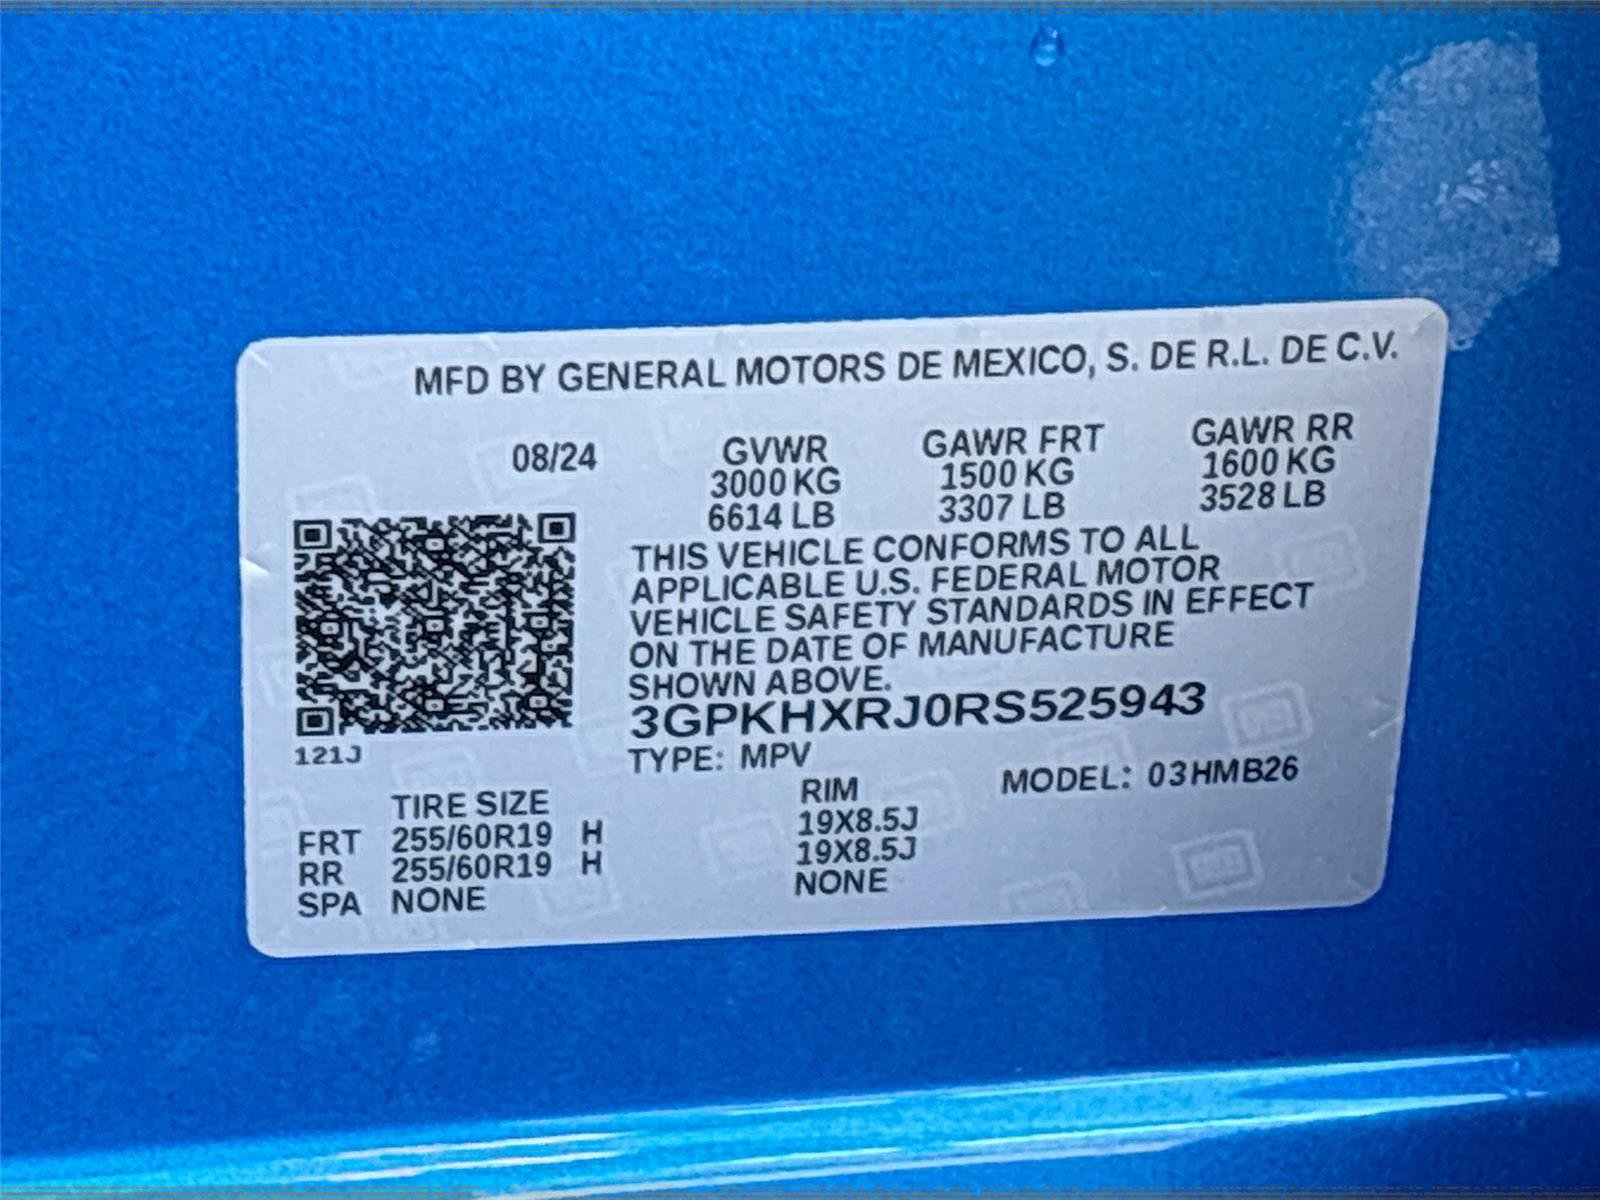 MFD BY GENERAL MOTORS DE MEXICO, S. DE R.L. DE C.V.
08/24 GVWR GAWR FRT GAWR RR
3000 KG 1500 KG 1600 KG
6614 LB 3307 LB 3528 LB
THIS VEHICLE CONFORMS TO ALL
APPLICABLE U.S. FEDERAL MOTOR
VEHICLE SAFETY STANDARDS IN EFFECT
ON THE DATE OF MANUFACTURE
SHOWN ABOVE.
3GPKHXRJ0RS525943
121J
TYPE: MPV MODEL: 03HMB26
TIRE SIZE RIM
FRT 255/60R19 H 19X8.5J
RR 255/60R19 H 19X8.5J
SPA NONE NONE